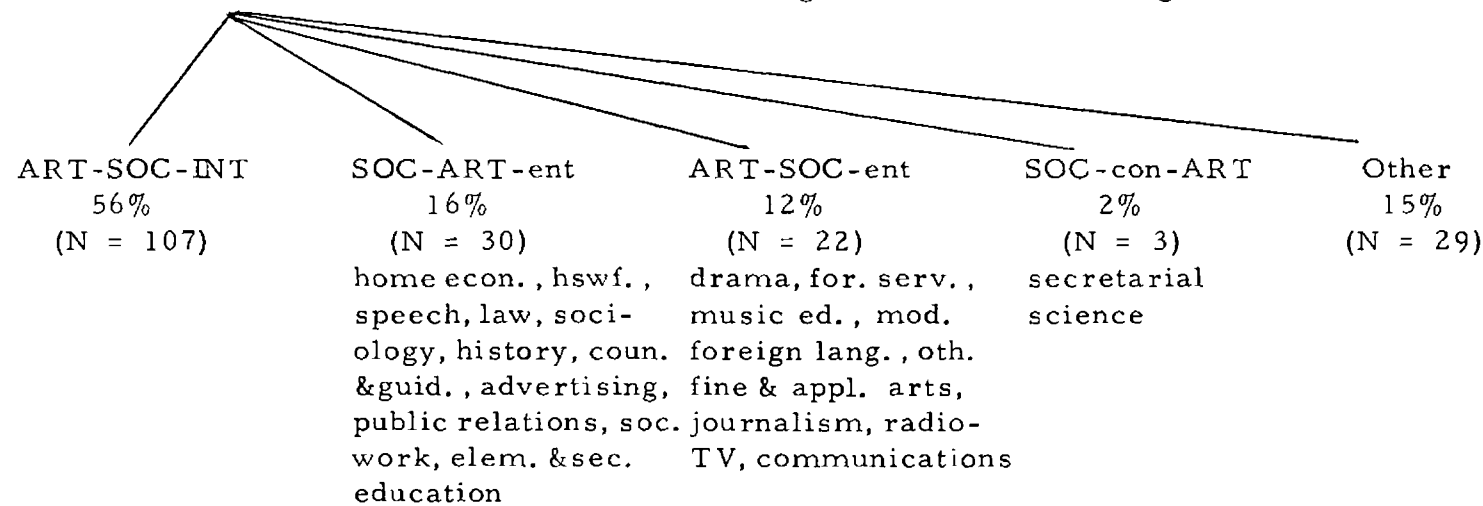 ART-SOC-INT SOC-ART-ent ART-SOC-ent SOC-con-ART Other
56% 16% 12% 2% 15%
(N = 107) (N = 30) (N = 22) (N = 3) (N = 29)
home econ., hswf., drama, for. serv., secretarial
speech, law, soci- music ed., mod. science
ology, history, coun. foreign lang., oth.
&guid., advertising, fine & appl. arts,
public relations, soc. journalism, radio-
work, elem. &sec. TV, communications
education